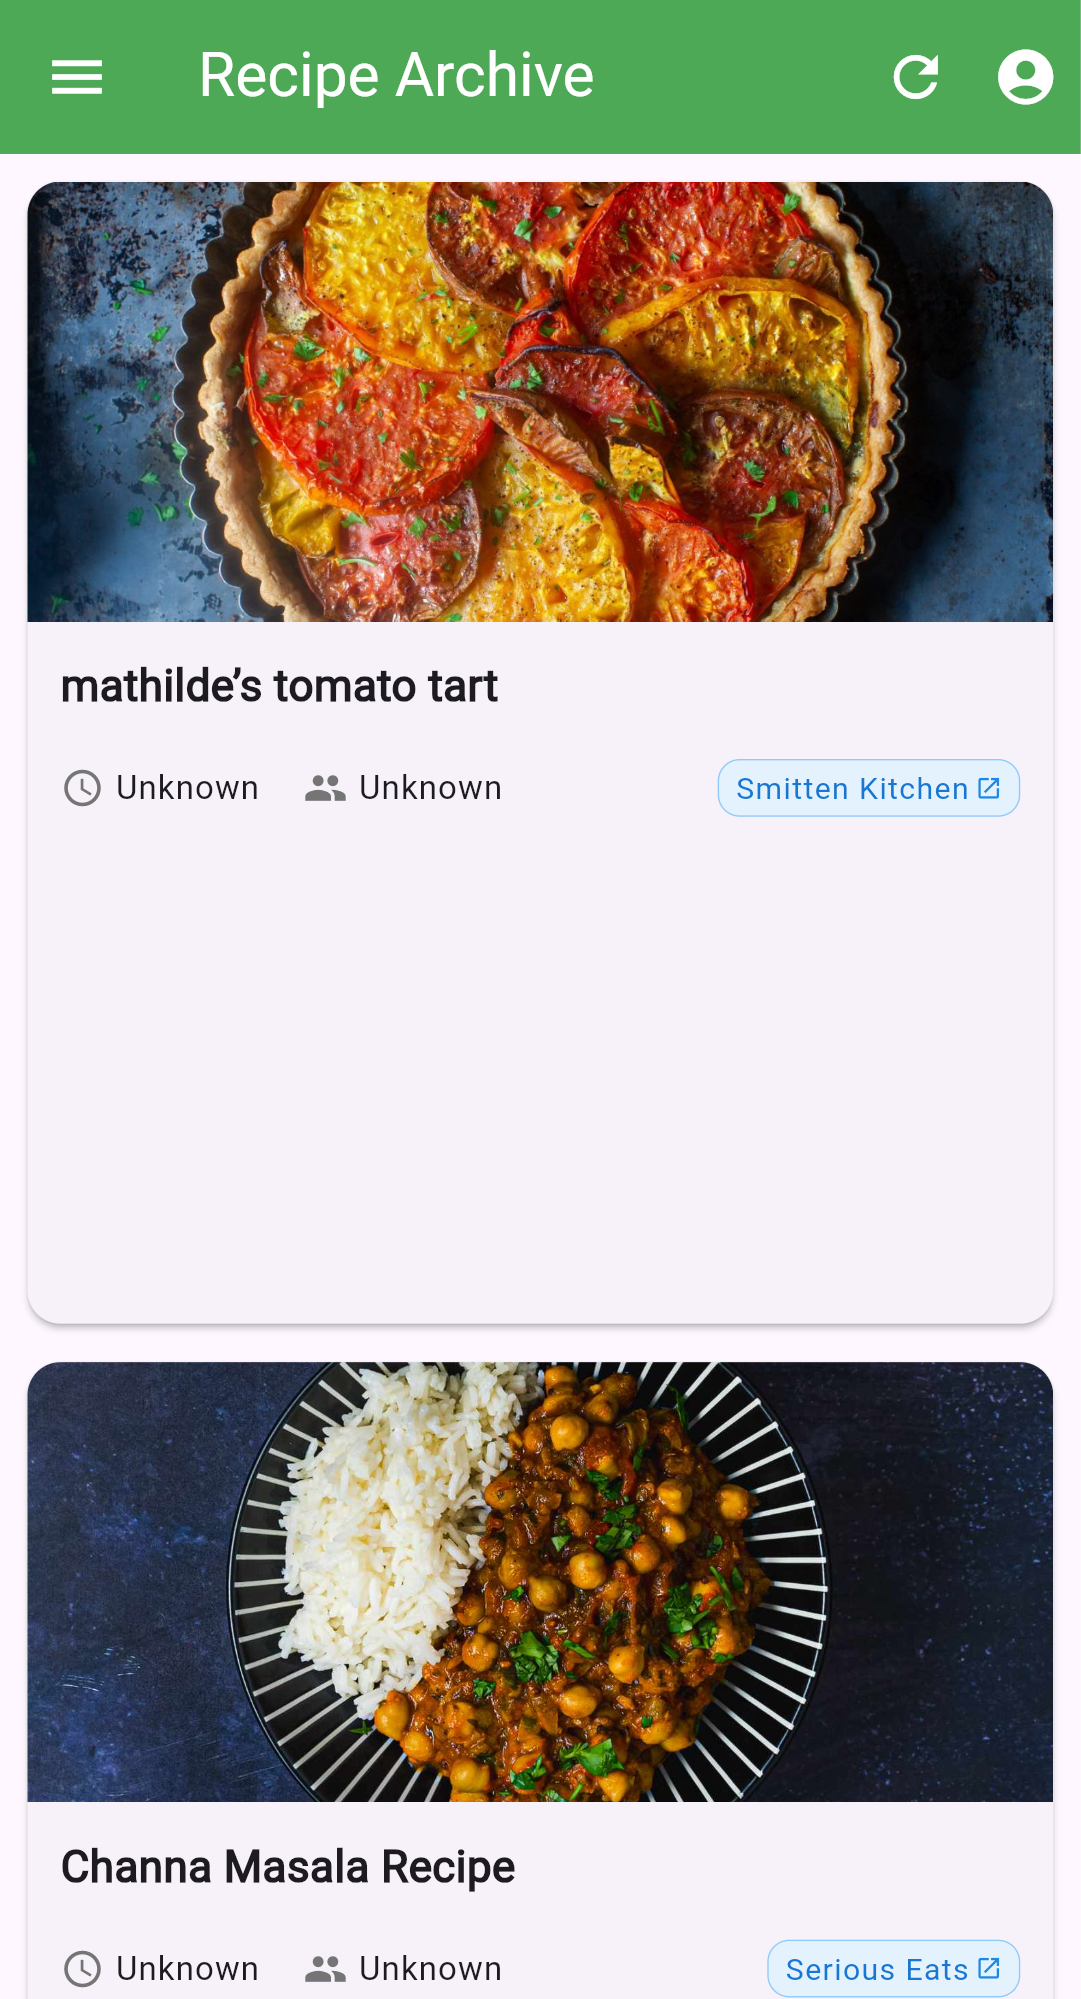 Recipe Archive
mathilde’s tomato tart
Unknown Unknown Smitten Kitchen
Channa Masala Recipe
Unknown Unknown Serious Eats